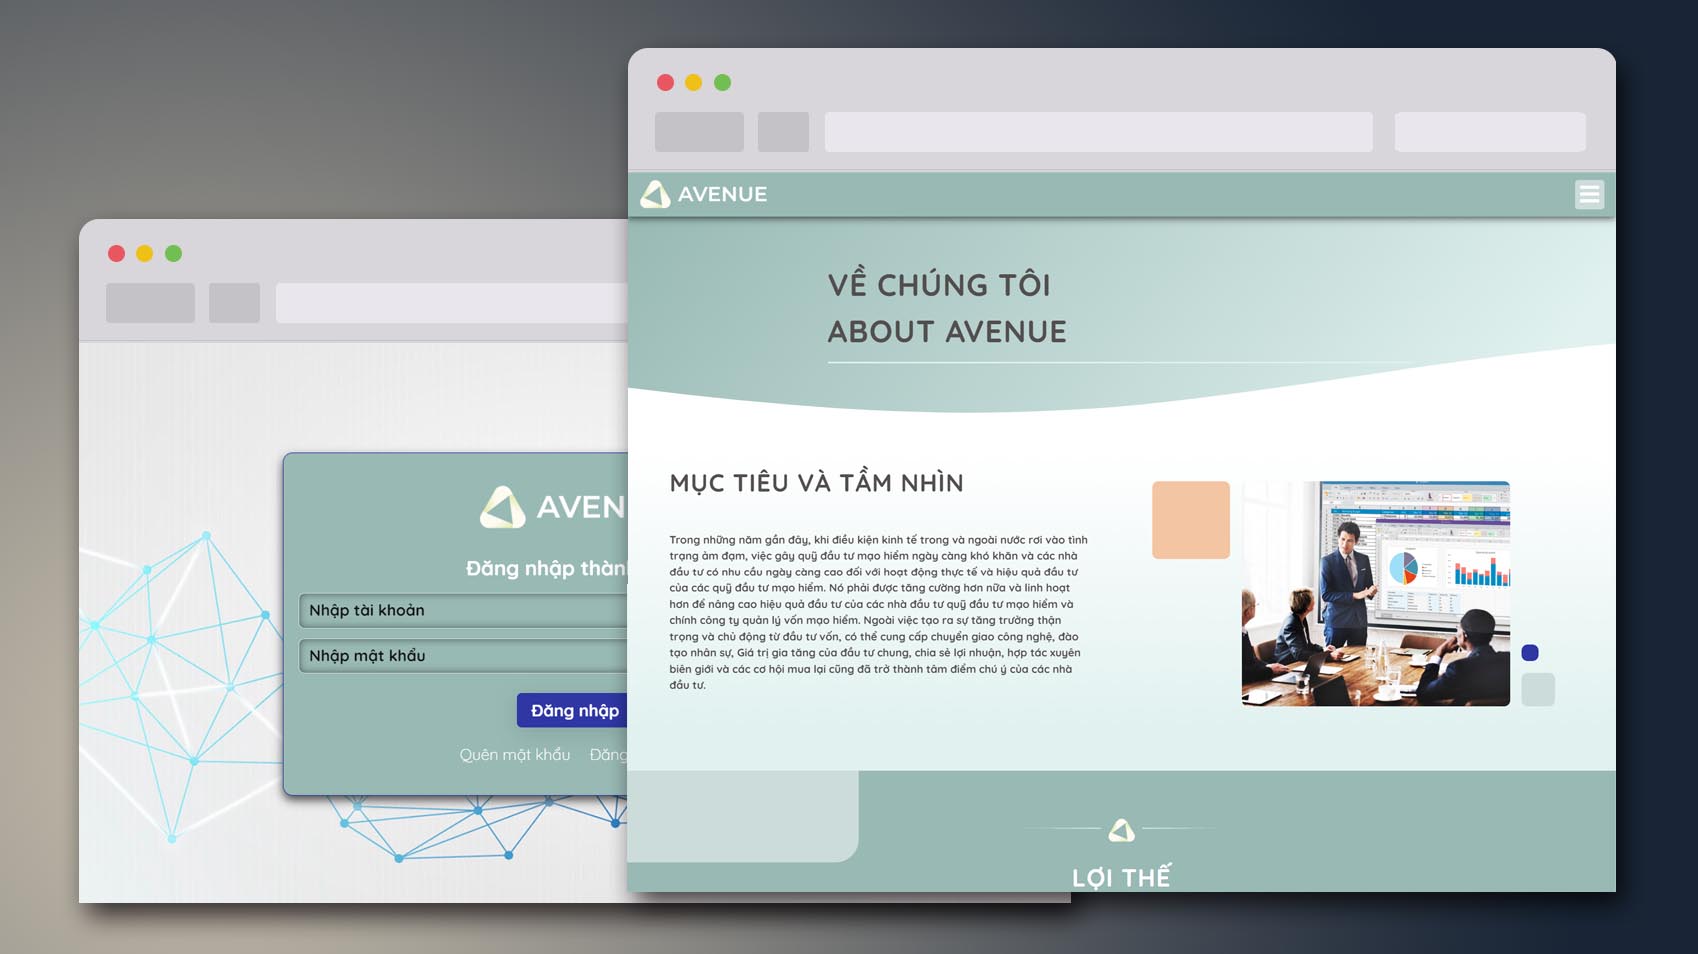 AVENUE
VỀ CHÚNG TÔI
ABOUT AVENUE
MỤC TIÊU VÀ TẦM NHÌN
Trong những năm gần đây, khi điều kiện kinh tế trong và ngoài nước rơi vào tình
trạng ảm đạm, việc gây quỹ đầu tư mạo hiểm ngày càng khó khăn và các nhà
đầu tư có nhu cầu ngày càng cao đối với hoạt động thực tế và hiệu quả đầu tư
của các quỹ đầu tư mạo hiểm. Nó phải được tăng cường hơn nữa và linh hoạt
hơn để nâng cao hiệu quả đầu tư của các nhà đầu tư quỹ đầu tư mạo hiểm và
chính công ty quản lý vốn mạo hiểm. Ngoài việc tạo ra sự tăng trưởng thận
trọng và chủ động từ đầu tư vốn, có thể cung cấp chuyển giao công nghệ, đào
tạo nhân sự, Giá trị gia tăng của đầu tư chung, chia sẻ lợi nhuận, hợp tác xuyên
biên giới và các cơ hội mua lại cũng đã trở thành tâm điểm chú ý của các nhà
đầu tư.
LỢI THẾ
AVEN
Đăng nhập thành
Nhập tài khoản
Nhập mật khẩu
Đăng nhập
Quên mật khẩu Đăng